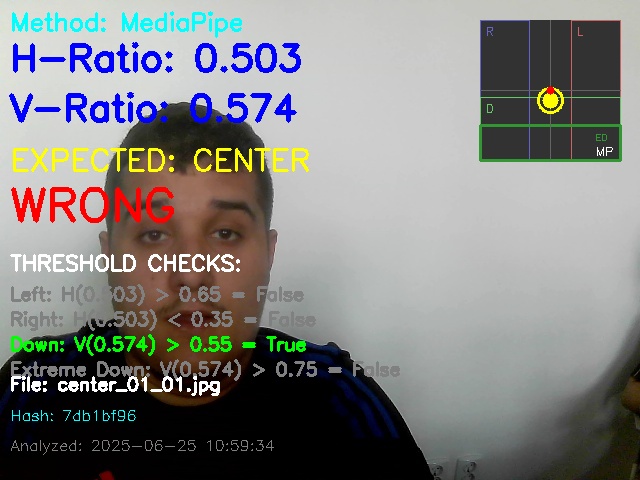 Method: MediaPipe
H-Ratio: 0.503
V-Ratio: 0.574
EXPECTED: CENTER
WRONG
THRESHOLD CHECKS:
Left: H(0.503) > 0.65 = False
Right: H(0.503) < 0.35 = False
Down: V(0.574) > 0.55 = True
Extreme Down: V(0.574) > 0.75 = False
File: center_01_01.jpg
Hash: 7db1bf96
Analyzed: 2025-06-25 10:59:34
R
L
D
ED
MP